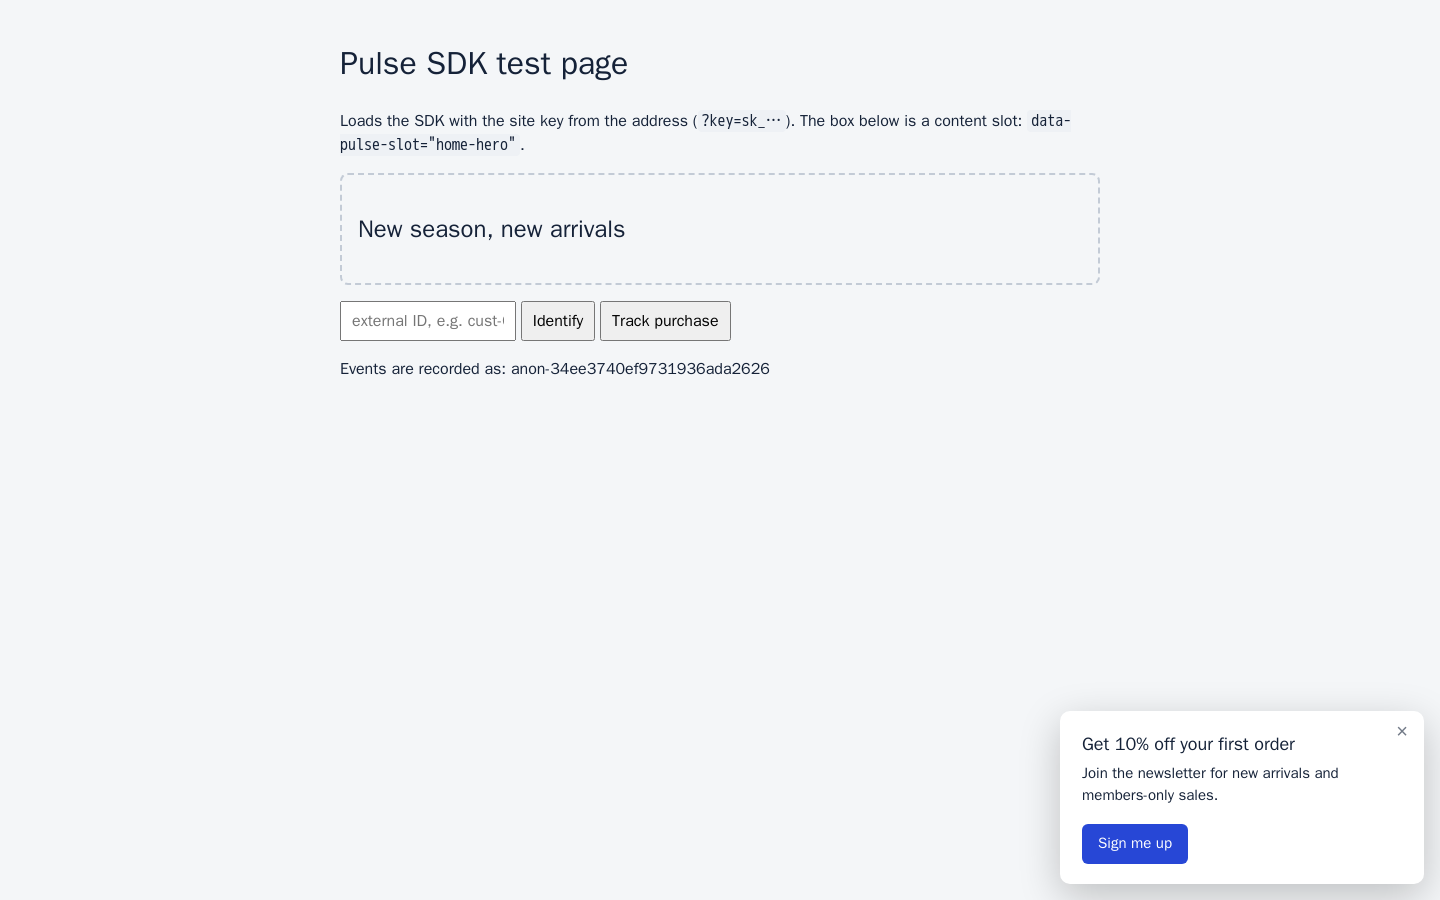 Pulse SDK test page
Loads the SDK with the site key from the address ( ?key=sk_··· ). The box below is a content slot: data-
pulse-slot="home-hero" .
New season, new arrivals
external ID, e.g. cust-
Identify
Track purchase
Events are recorded as: anon-34ee3740ef9731936ada2626
×
Get 10% off your first order
Join the newsletter for new arrivals and
members-only sales.
Sign me up